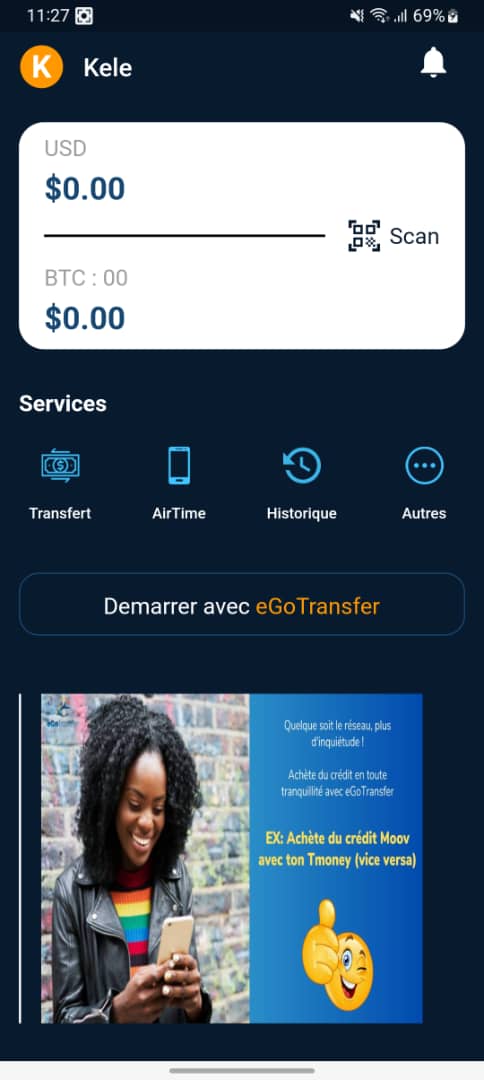 11:27
69%
K
Kele
USD
$0.00
Scan
BTC : 00
$0.00
Services
Transfert
AirTime
Historique
Autres
Demarrer avec eGoTransfer
Quelque soit le réseau, plus
d'inquiétude !
Achète du crédit en toute
tranquillité avec eGoTransfer
EX: Achète du crédit Moov
avec ton Tmoney (vice versa)